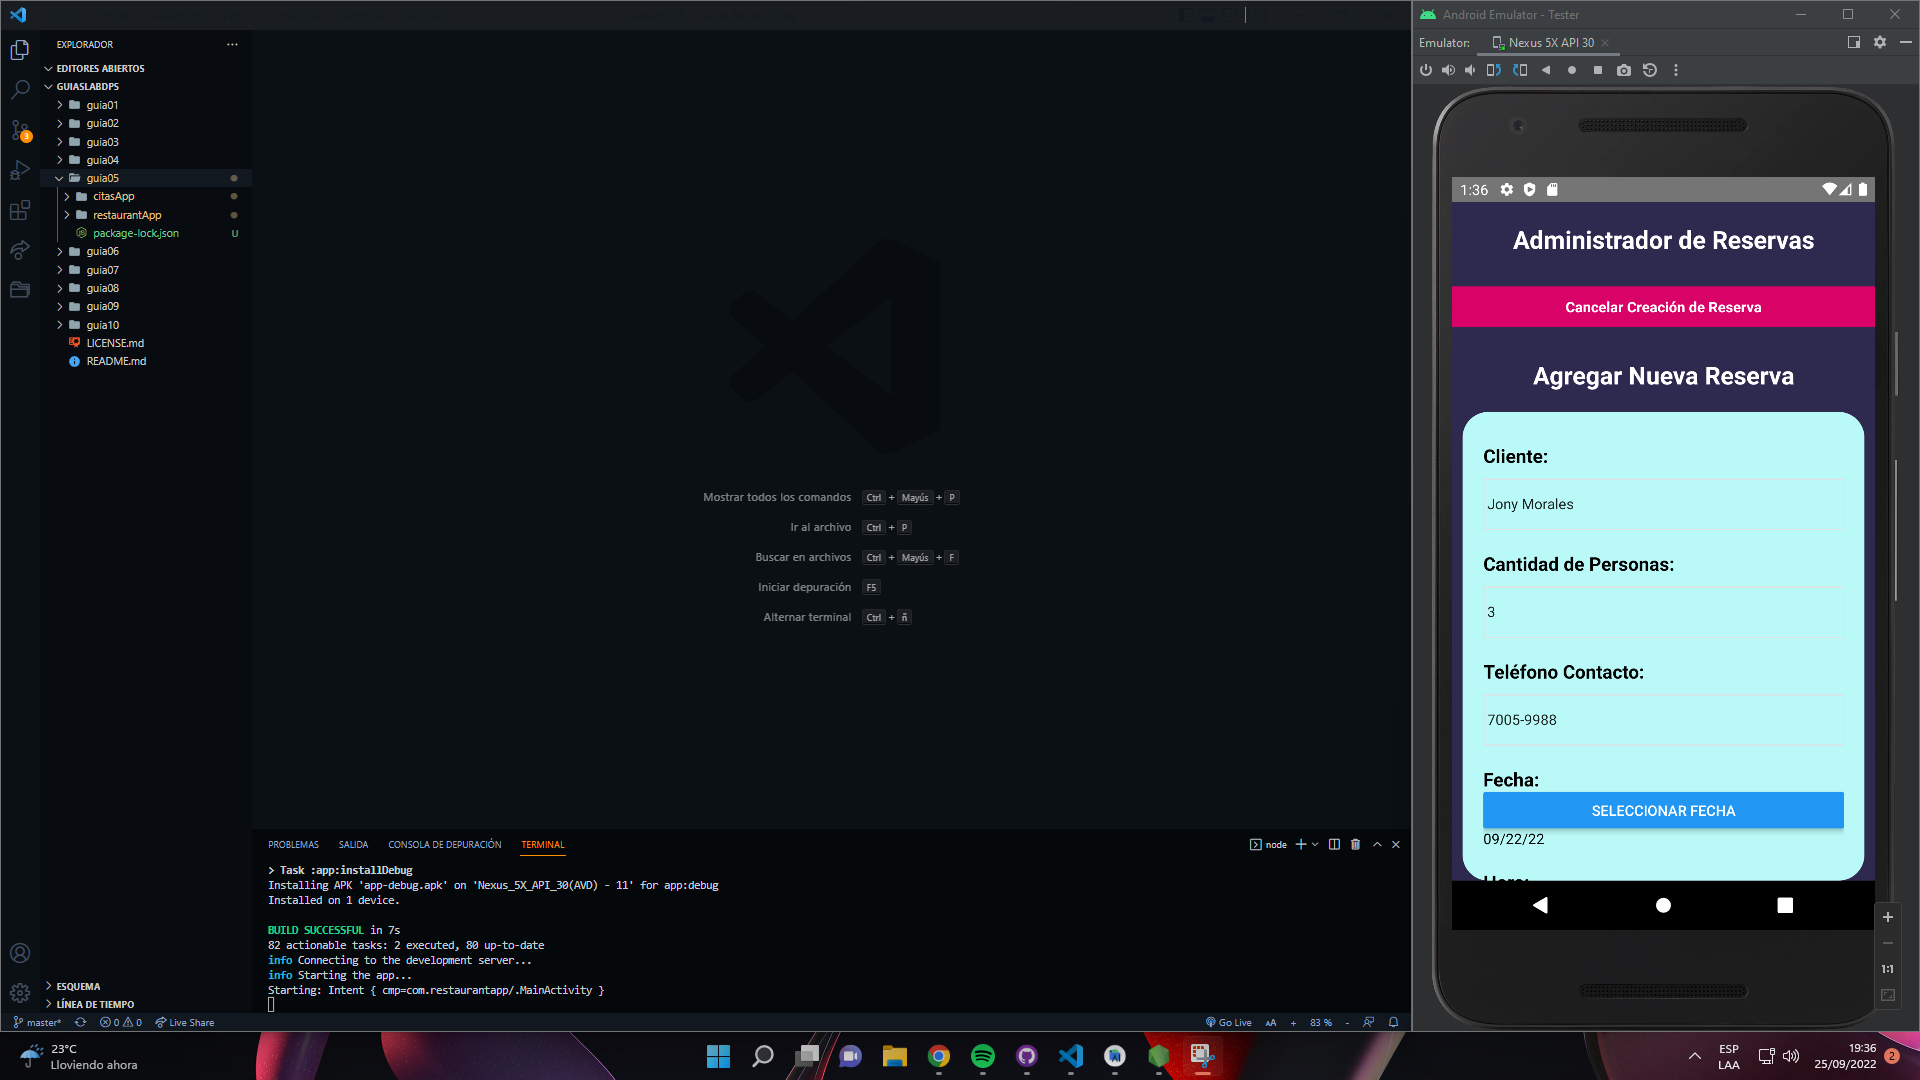 EXPLORADOR
EDITORES ABIERTOS
GUIASLABDPS
guia01
guia02
guia03
guia04
guia05
citasApp
restaurantApp
package-lock.json U
guia06
guia07
guia08
guia09
guia10
LICENSE.md
README.md
ESQUEMA
LÍNEA DE TIEMPO
3
Mostrar todos los comandos Ctrl + Mayús + P
Ir al archivo Ctrl + P
Buscar en archivos Ctrl + Mayús + F
Iniciar depuración F5
Alternar terminal Ctrl + ñ
PROBLEMAS SALIDA CONSOLA DE DEPURACIÓN TERMINAL
node
> Task :app:installDebug
Installing APK 'app-debug.apk' on 'Nexus_5X_API_30(AVD) - 11' for app:debug
Installed on 1 device.
BUILD SUCCESSFUL in 7s
82 actionable tasks: 2 executed, 80 up-to-date
info Connecting to the development server...
info Starting the app...
Starting: Intent { cmp=com.restaurantapp/.MainActivity }
master* 0 0 Live Share
Go Live AA + 83 % -
Android Emulator - Tester
Emulator: Nexus 5X API 30
1:36
Administrador de Reservas
Cancelar Creación de Reserva
Agregar Nueva Reserva
Cliente:
Jony Morales
Cantidad de Personas:
3
Teléfono Contacto:
7005-9988
Fecha:
SELECCIONAR FECHA
09/22/22
Hora:
1:1
23°C
Lloviendo ahora
ESP
LAA
19:36
25/09/2022
2